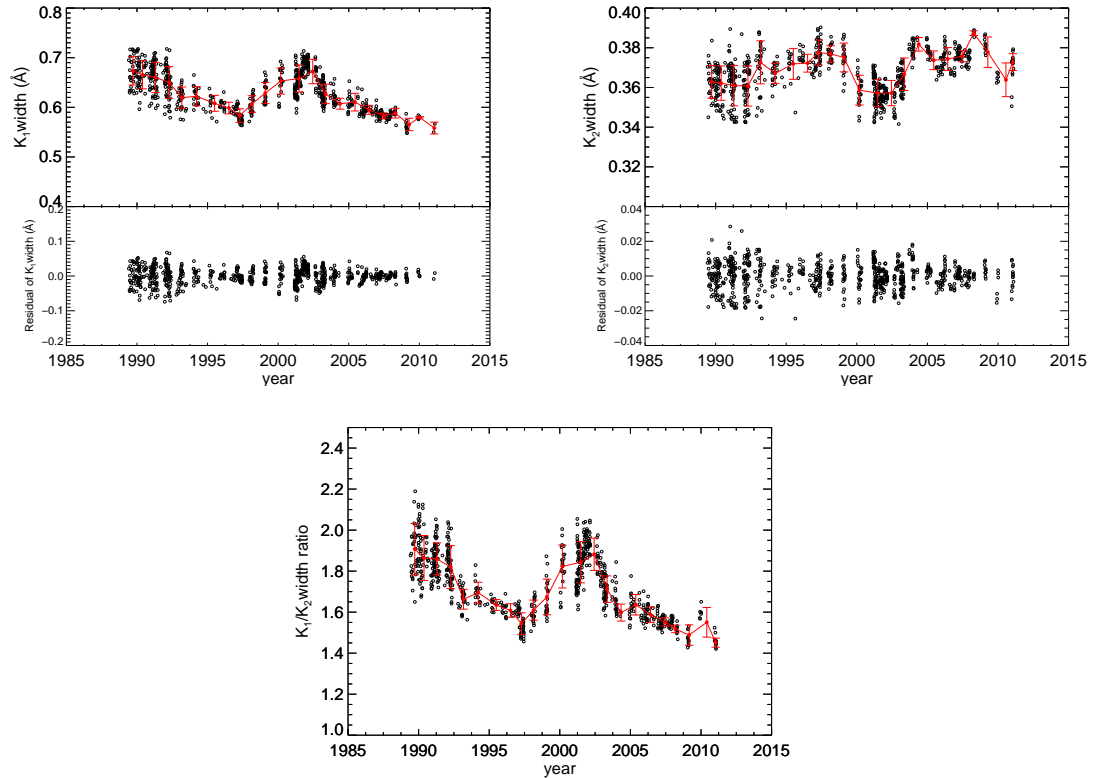 K₁width (Å)
0.8
0.7
0.6
0.5
0.4
Residual of K₁width (Å)
0.2
0.1
0.0
−0.1
−0.2
1985 1990 1995 2000 2005 2010 2015
year
K₂width (Å)
0.40
0.38
0.36
0.34
0.32
Residual of K₂width (Å)
0.04
0.02
0.00
−0.02
−0.04
1985 1990 1995 2000 2005 2010 2015
year
K₁/K₂width ratio
2.4
2.2
2.0
1.8
1.6
1.4
1.2
1.0
1985 1990 1995 2000 2005 2010 2015
year